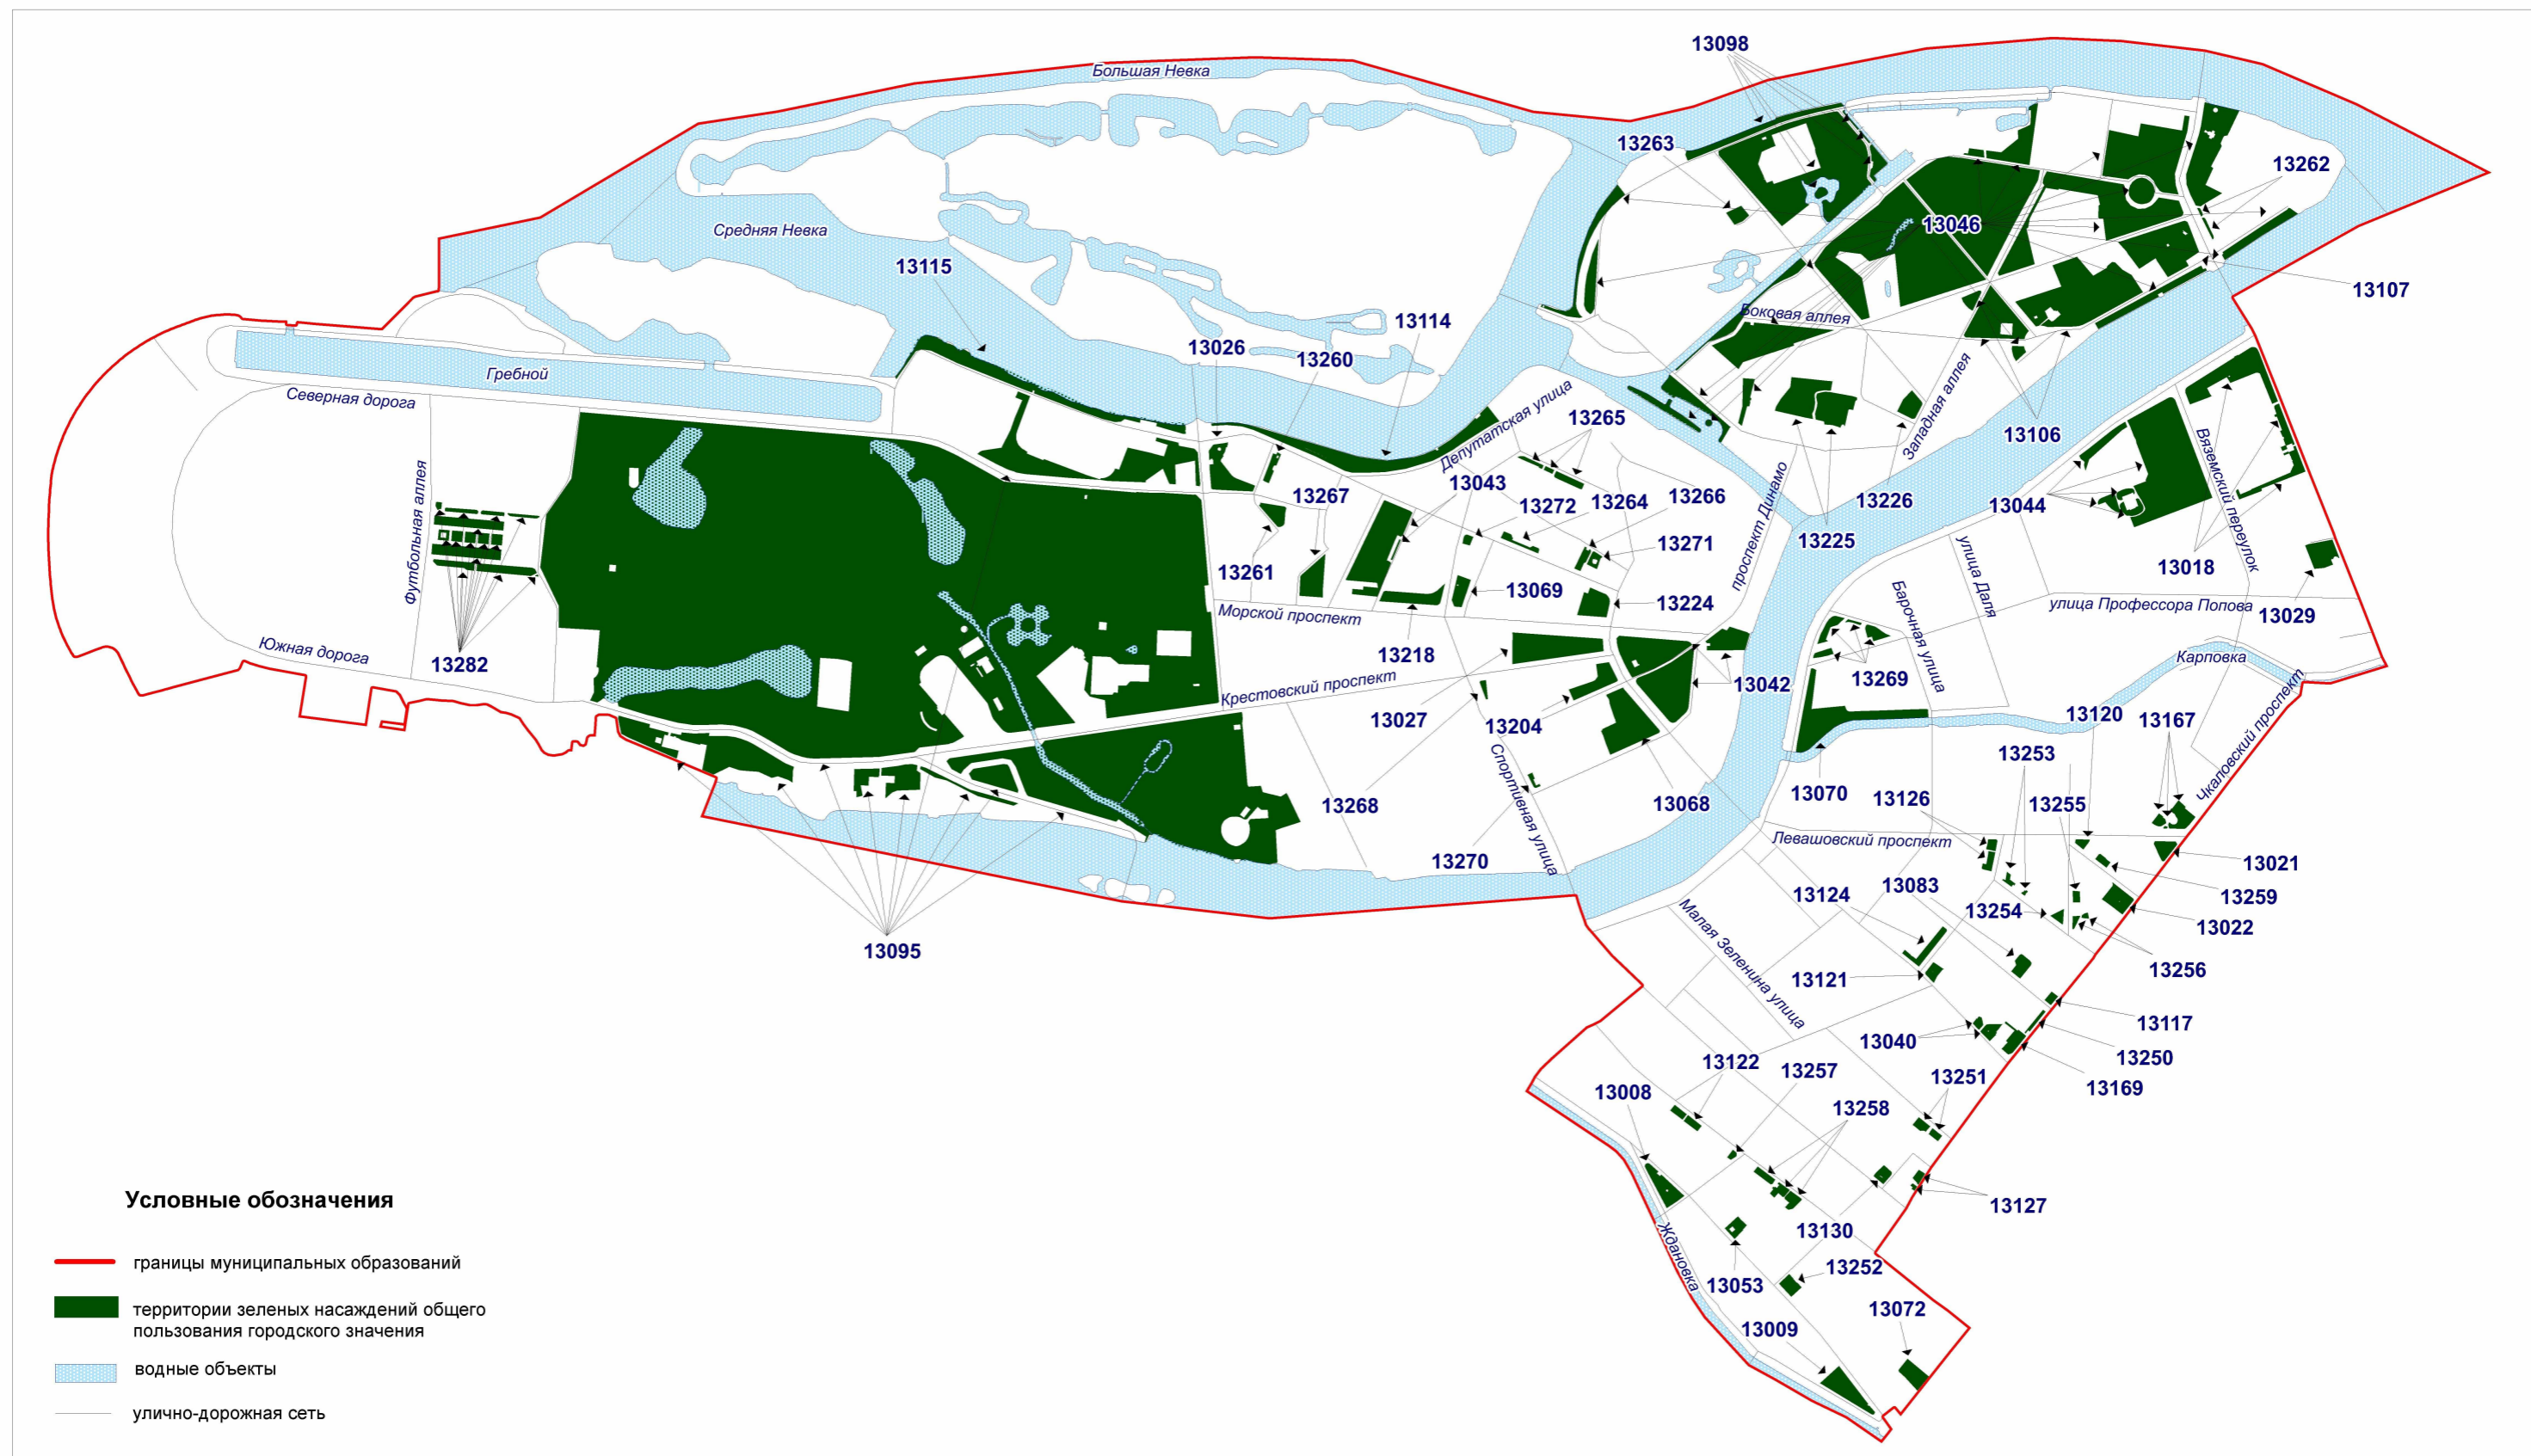 13098
Большая Невка
13263
13262
13046
Средняя Невка
13115
13107
Боковая аллея
13114
13026
13260
Гребной
Северная дорога
Депутатская улица
13265
Западная аллея
13106
Вяземский переулок
13043
13267
13272
13264
13266
13226
13044
Футбольная аллея
проспект Динамо
13225
13271
улица Даля
13018
13261
13069
Барочная улица
13224
улица Профессора Попова
13029
Морской проспект
Южная дорога
13282
13218
Карповка
13269
13042
Крестовский проспект
Чкаловский проспект
13027
13204
13120
13167
13253
Спортивная улица
13268
13068
13070
13126
13255
Левашовский проспект
13270
13021
13124
13083
13259
13254
13022
Малая Зеленина улица
13095
13121
13256
13117
13040
13250
13122
13257
13251
13169
13008
13258
Условные обозначения
13127
Ждановка
13130
границы муниципальных образований
13252
13053
территории зеленых насаждений общего
пользования городского значения
13072
13009
водные объекты
улично-дорожная сеть